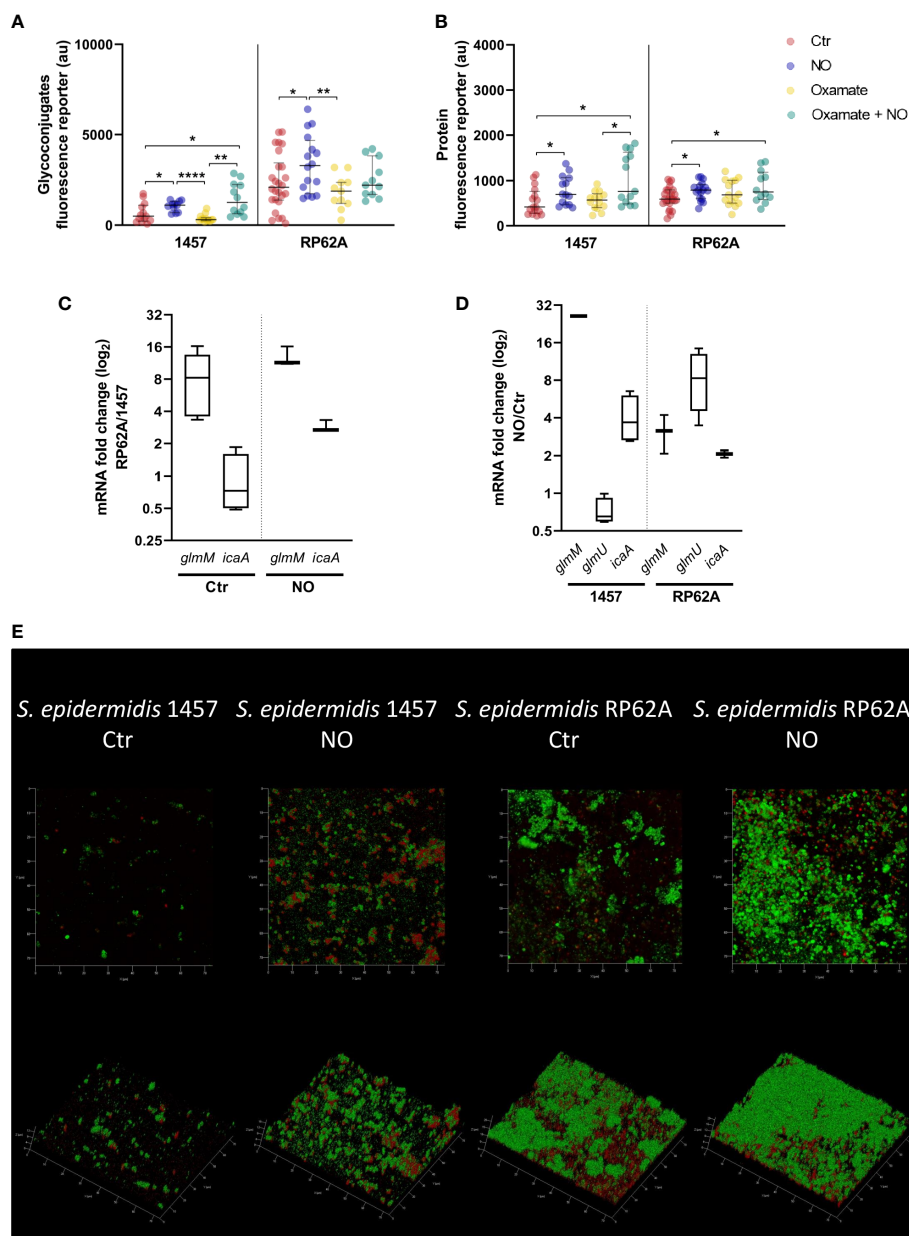 A
Glycoconjugates
fluorescence reporter (au)
10000
5000
0
*
*
****
**
*
**
1457
RP62A
B
Protein
fluorescence reporter (au)
4000
3000
2000
1000
0
*
*
*
*
*
1457
RP62A
Ctr
NO
Oxamate
Oxamate + NO
C
mRNA fold change (log2)
RP62A/1457
32
16
8
4
2
1
0.5
0.25
glmM icaA
glmM icaA
Ctr
NO
D
mRNA fold change (log2)
NO/Ctr
32
8
2
1
0.5
glmM
glmU
icaA
glmM
glmU
icaA
1457
RP62A
E
S. epidermidis 1457
Ctr
S. epidermidis 1457
NO
S. epidermidis RP62A
Ctr
S. epidermidis RP62A
NO